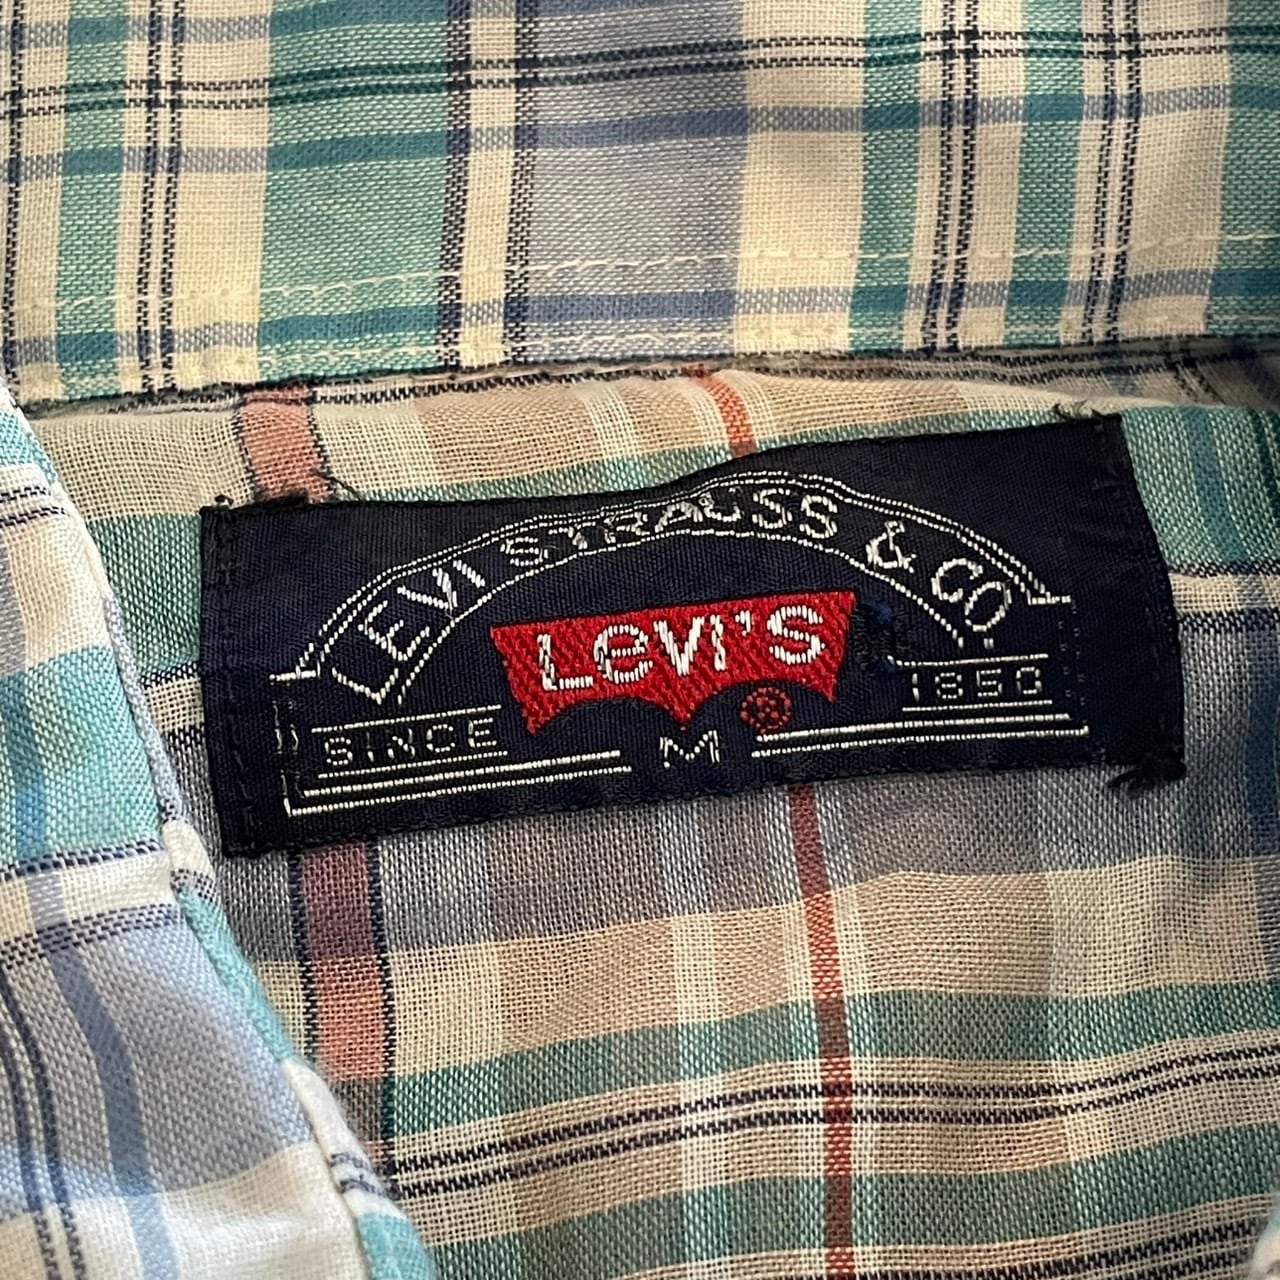 LEVI STRAUSS & CO.
LEVI'S
®
SINCE 1850
M